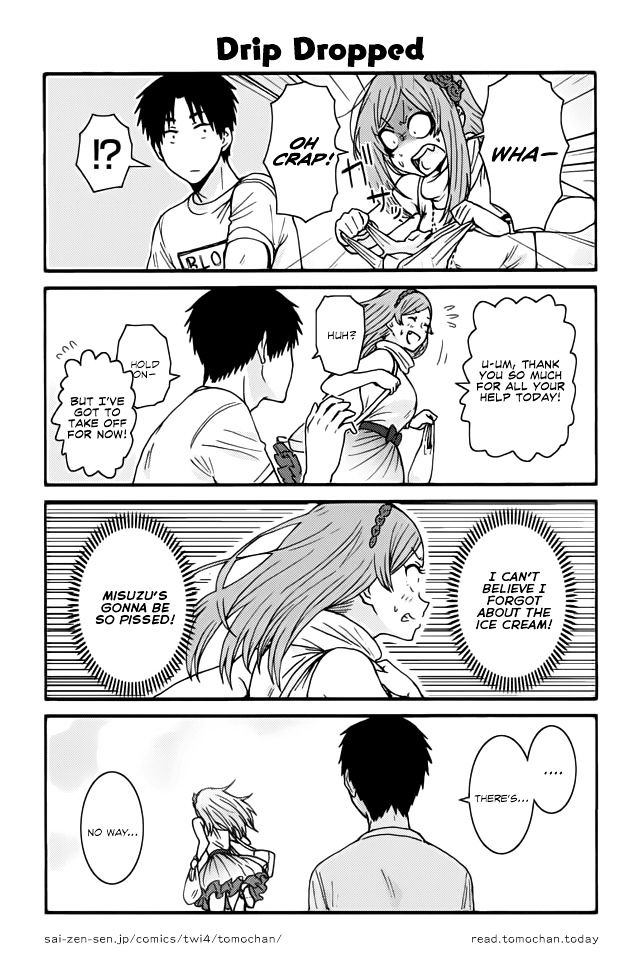 Drip Dropped
WHA—
OH
CRAP!
!?
BLO
U-UM, THANK
YOU SO MUCH
FOR ALL YOUR
HELP TODAY!
HUH?
HOLD
ON—
BUT I'VE
GOT TO
TAKE OFF
FOR NOW!
I CAN'T
BELIEVE I
FORGOT
ABOUT THE
ICE CREAM!
MISUZU'S
GONNA BE
SO PISSED!
....
THERE'S...
NO WAY...
sai-zen-sen.jp/comics/twi4/tomochan/
read.tomochan.today